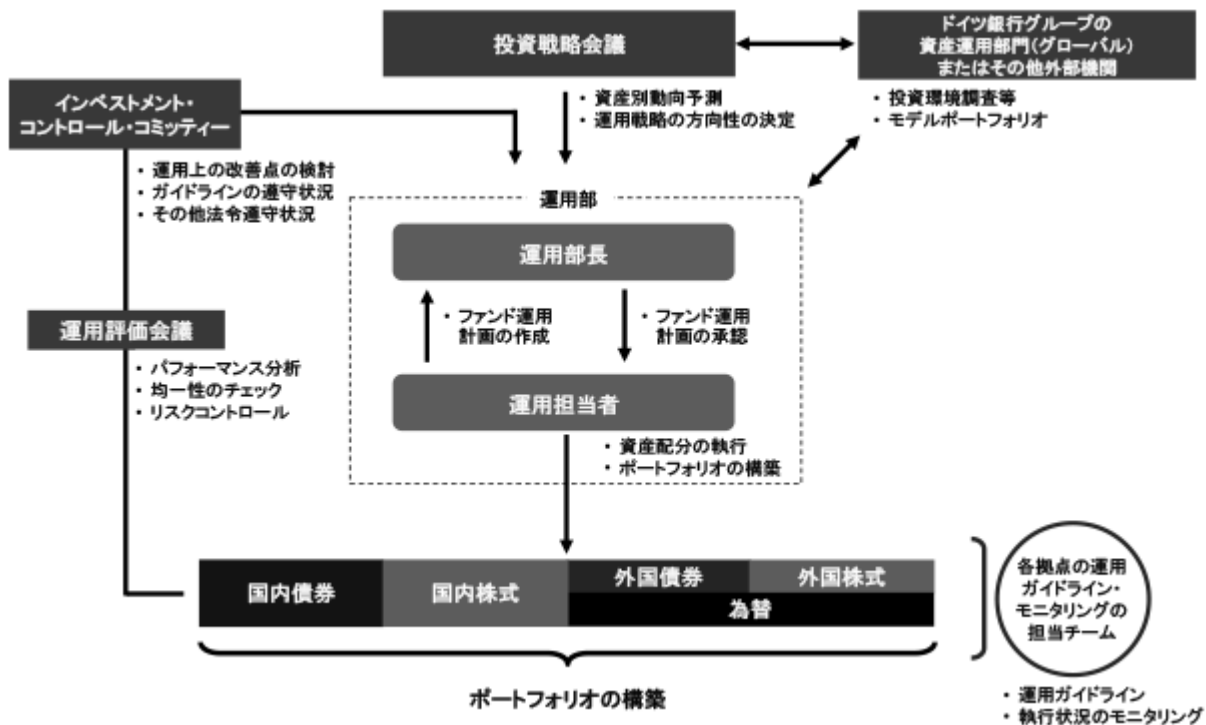 投資戦略会議
ドイツ銀行グループの
資産運用部門(グローバル)
またはその他外部機関
・ 資産別動向予測
・ 運用戦略の方向性の決定
・ 投資環境調査等
・ モデルポートフォリオ
インベストメント・
コントロール・コミッティー
・ 運用上の改善点の検討
・ ガイドラインの遵守状況
・ その他法令遵守状況
運用部
運用部長
・ ファンド運用
計画の作成
・ ファンド運用
計画の承認
運用担当者
・ 資産配分の執行
・ ポートフォリオの構築
運用評価会議
・ パフォーマンス分析
・ 均一性のチェック
・ リスクコントロール
国内債券
国内株式
外国債券
外国株式
為替
ポートフォリオの構築
各拠点の運用
ガイドライン・
モニタリングの
担当チーム
・ 運用ガイドライン
・ 執行状況のモニタリング